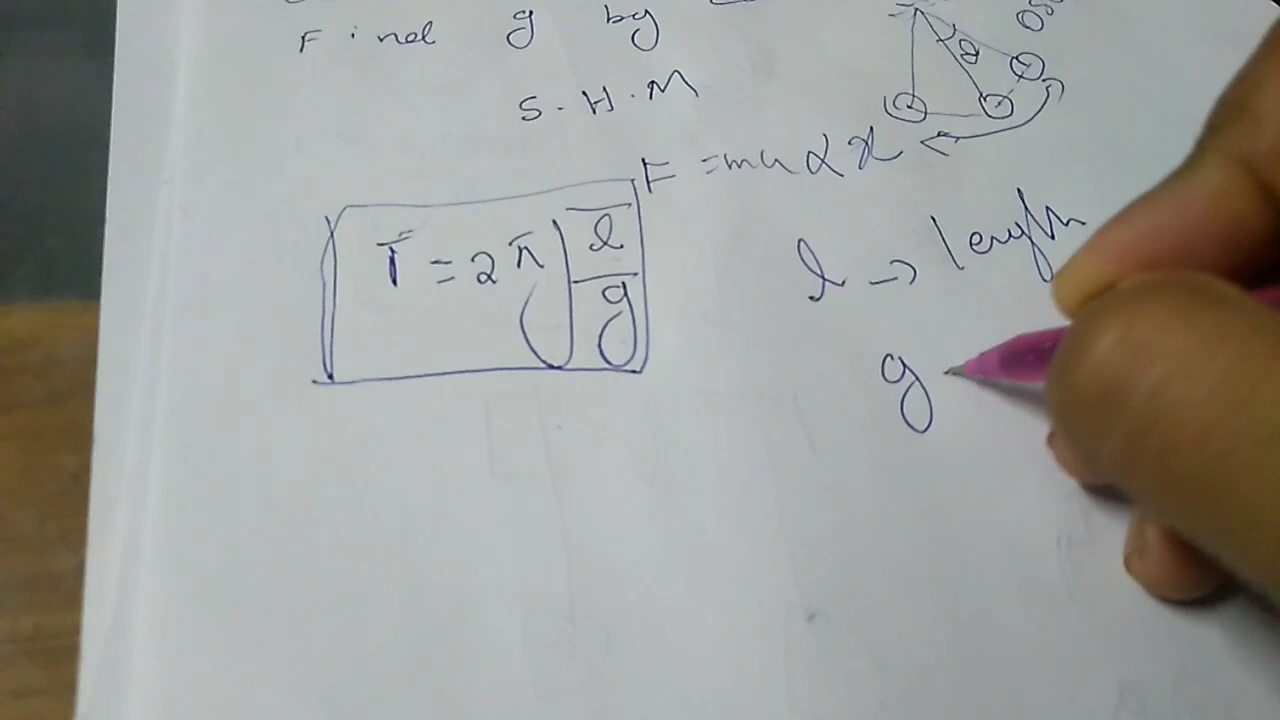 Find g by
S.H.M
F = ma α x
T = 2π√(l/g)
l → length
g